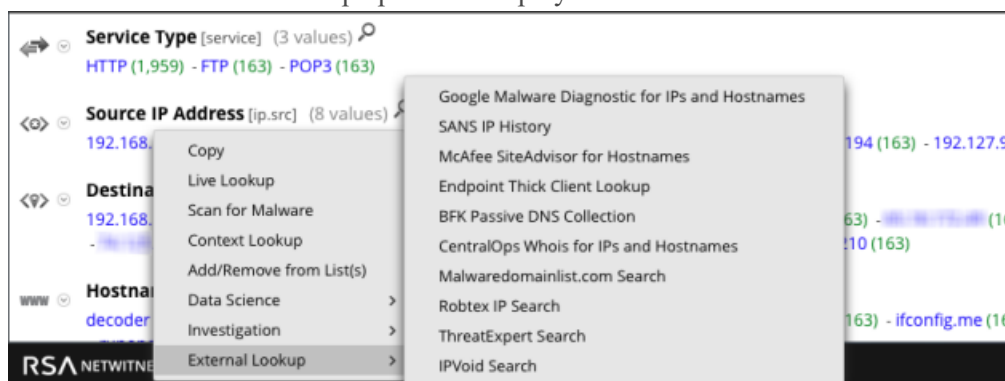 Service Type [service] (3 values)
HTTP (1,959) - FTP (163) - POP3 (163)
Source IP Address [ip.src] (8 values)
192.168.
194 (163) - 192.127.9
Destina
192.168.
63) -
210 (163)
Hostna
decoder
163) - ifconfig.me (16
RSA NETWITNE
Copy
Live Lookup
Scan for Malware
Context Lookup
Add/Remove from List(s)
Data Science
Investigation
External Lookup
Google Malware Diagnostic for IPs and Hostnames
SANS IP History
McAfee SiteAdvisor for Hostnames
Endpoint Thick Client Lookup
BFK Passive DNS Collection
CentralOps Whois for IPs and Hostnames
Malwaredomainlist.com Search
Robtex IP Search
ThreatExpert Search
IPVoid Search